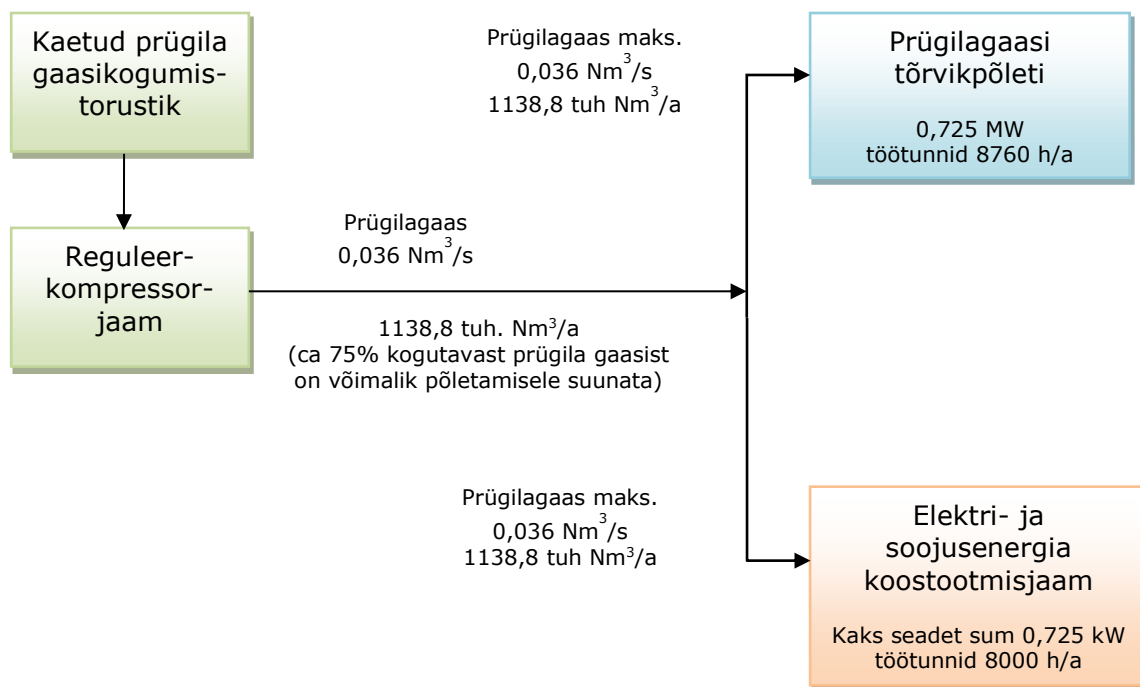 Kaetud prügila
gaasikogumis-
torustik
Prügilagaas maks.
0,036 Nm³/s
1138,8 tuh Nm³/a
Prügilagaasi
tõrvikpõleti
0,725 MW
töötunnid 8760 h/a
Reguleer-
kompressor-
jaam
Prügilagaas
0,036 Nm³/s
1138,8 tuh. Nm³/a
(ca 75% kogutavast prügila gaasist
on võimalik põletamisele suunata)
Prügilagaas maks.
0,036 Nm³/s
1138,8 tuh Nm³/a
Elektri- ja
soojusenergia
koostootmisjaam
Kaks seadet sum 0,725 kW
töötunnid 8000 h/a